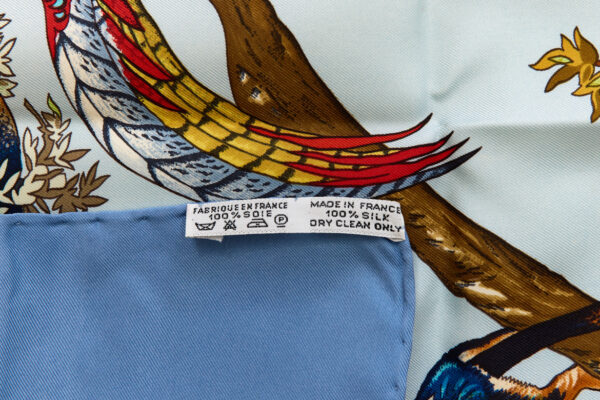 FABRIQUE EN FRANCE
100% SOIE
MADE IN FRANCE
100% SILK
DRY CLEAN ONLY